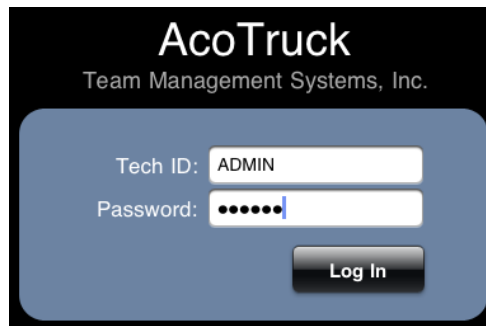 AcoTruck
Team Management Systems, Inc.
Tech ID: ADMIN
Password: ••••••
Log In